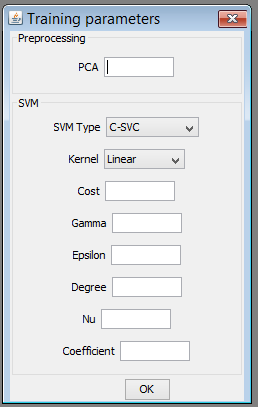 Training parameters
Preprocessing
PCA
SVM
SVM Type C-SVC
Kernel Linear
Cost
Gamma
Epsilon
Degree
Nu
Coefficient
OK